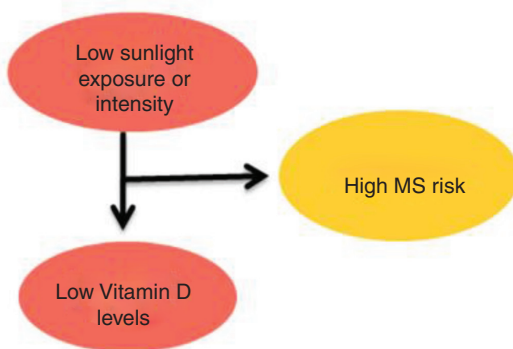 Low sunlight
exposure or
intensity
High MS risk
Low Vitamin D
levels